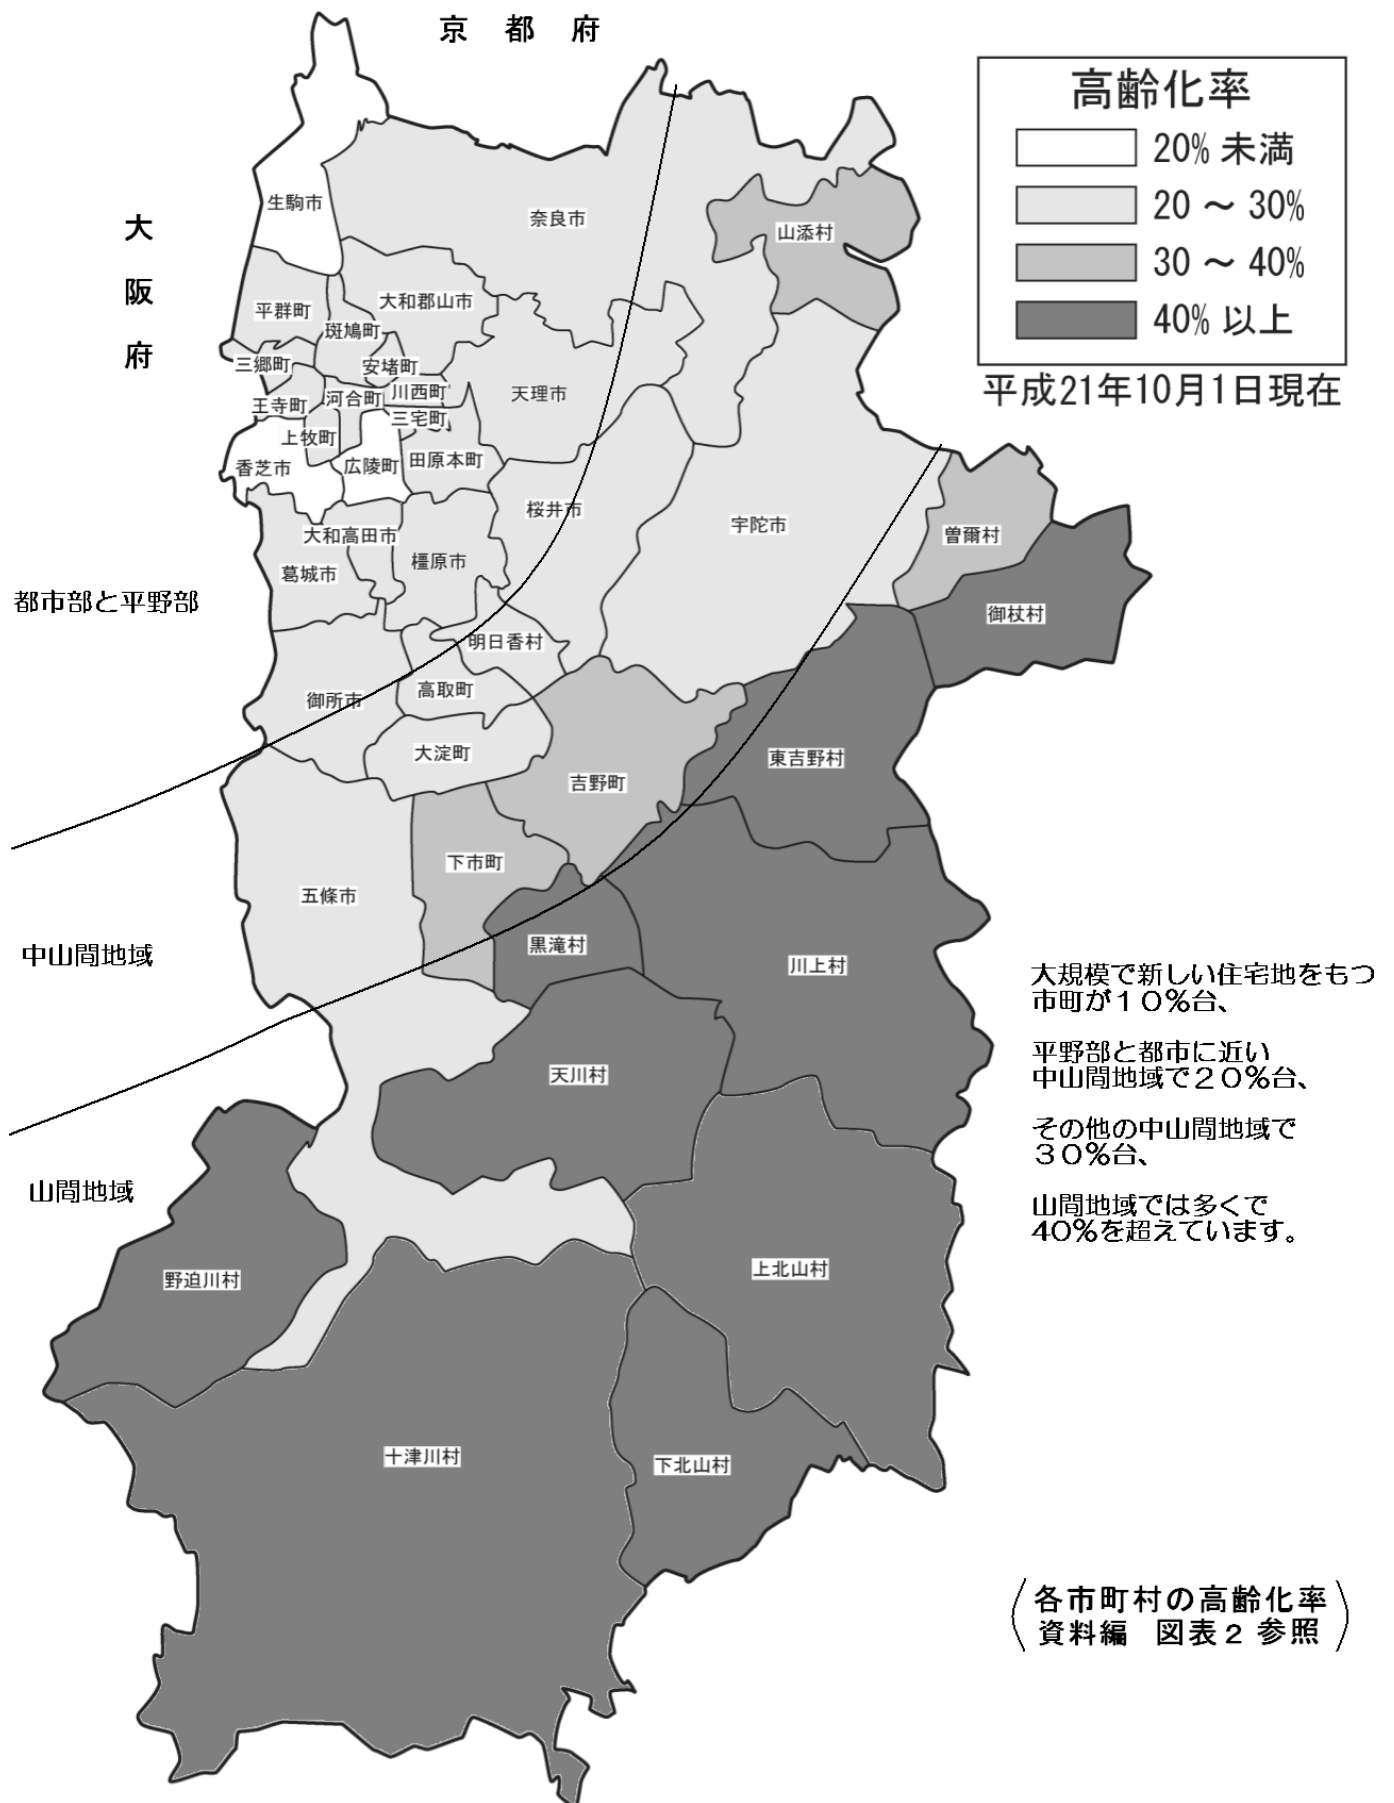 京都府
高齢化率
20% 未満
20 ～ 30%
30 ～ 40%
40% 以上
平成21年10月1日現在
大阪府
生駒市
奈良市
山添村
平群町
大和郡山市
斑鳩町
三郷町
安堵町
王寺町
河合町
川西町
天理市
三宅町
上牧町
香芝市
広陵町
田原本町
桜井市
宇陀市
曽爾村
大和高田市
橿原市
葛城市
都市部と平野部
御杖村
明日香村
御所市
高取町
大淀町
東吉野村
吉野町
下市町
五條市
中山間地域
黒滝村
川上村
大規模で新しい住宅地をもつ
市町が１０％台、
平野部と都市に近い
中山間地域で２０％台、
その他の中山間地域で
３０％台、
山間地域では多くで
40％を超えています。
天川村
山間地域
野迫川村
上北山村
十津川村
下北山村
各市町村の高齢化率
資料編　図表２ 参照